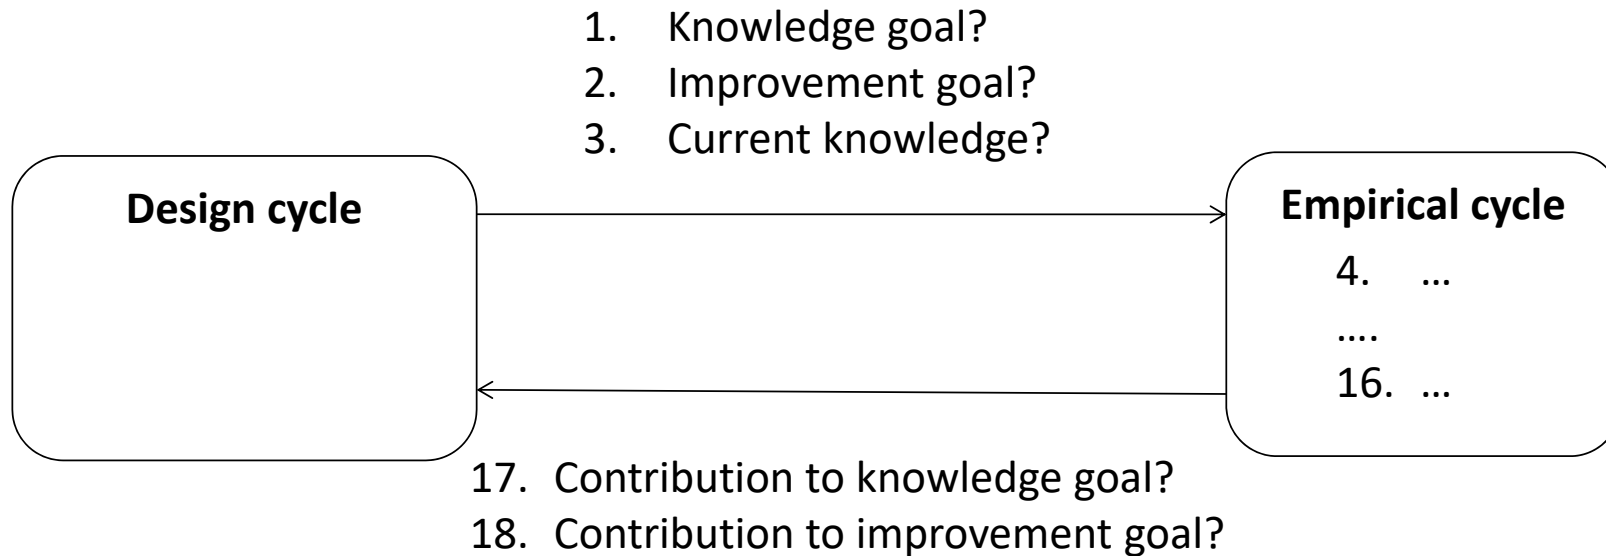 1. Knowledge goal?
2. Improvement goal?
3. Current knowledge?
Design cycle
Empirical cycle
4. ...
....
16. ...
17. Contribution to knowledge goal?
18. Contribution to improvement goal?